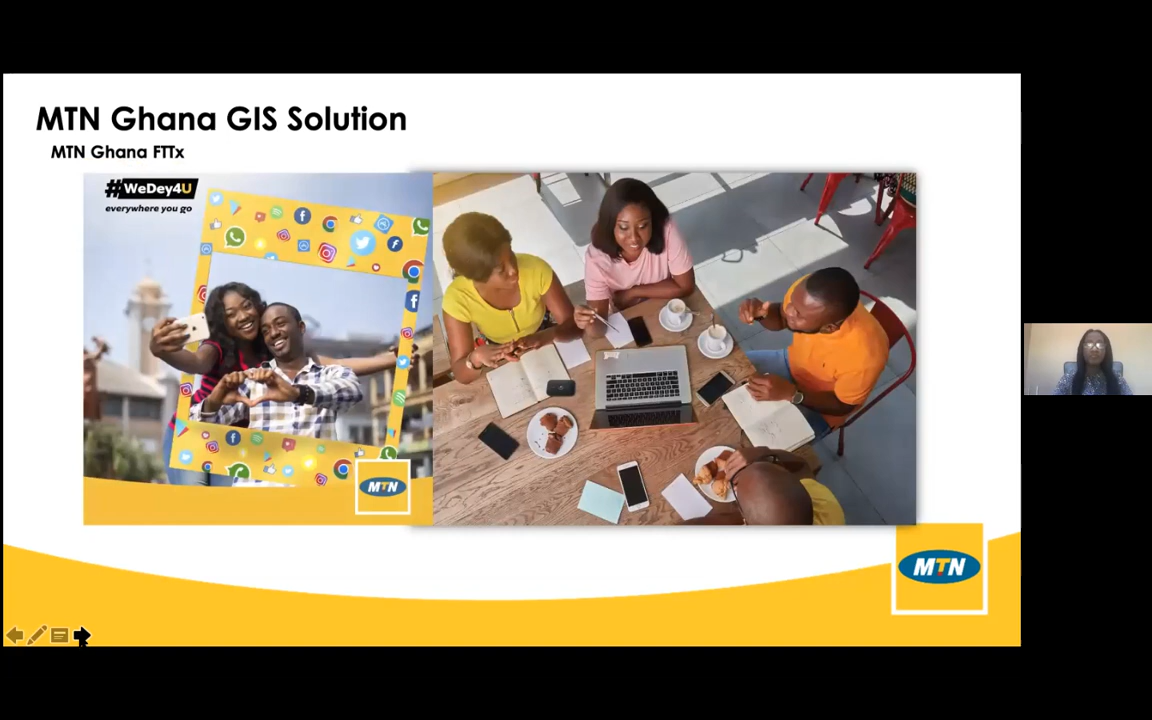 MTN Ghana GIS Solution
MTN Ghana FTTx
#WeDey4U
everywhere you go
MTN
MTN